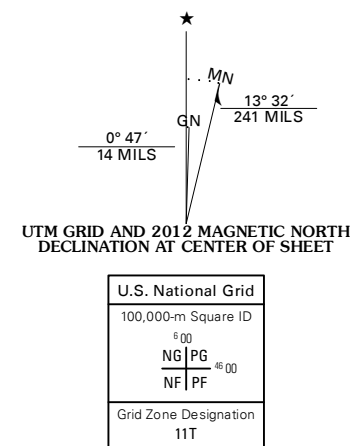 ★
MN
GN
13° 32´
241 MILS
0° 47´
14 MILS
UTM GRID AND 2012 MAGNETIC NORTH
DECLINATION AT CENTER OF SHEET
U.S. National Grid
100,000-m Square ID
6 00
NG PG
46 00
NF PF
Grid Zone Designation
11T